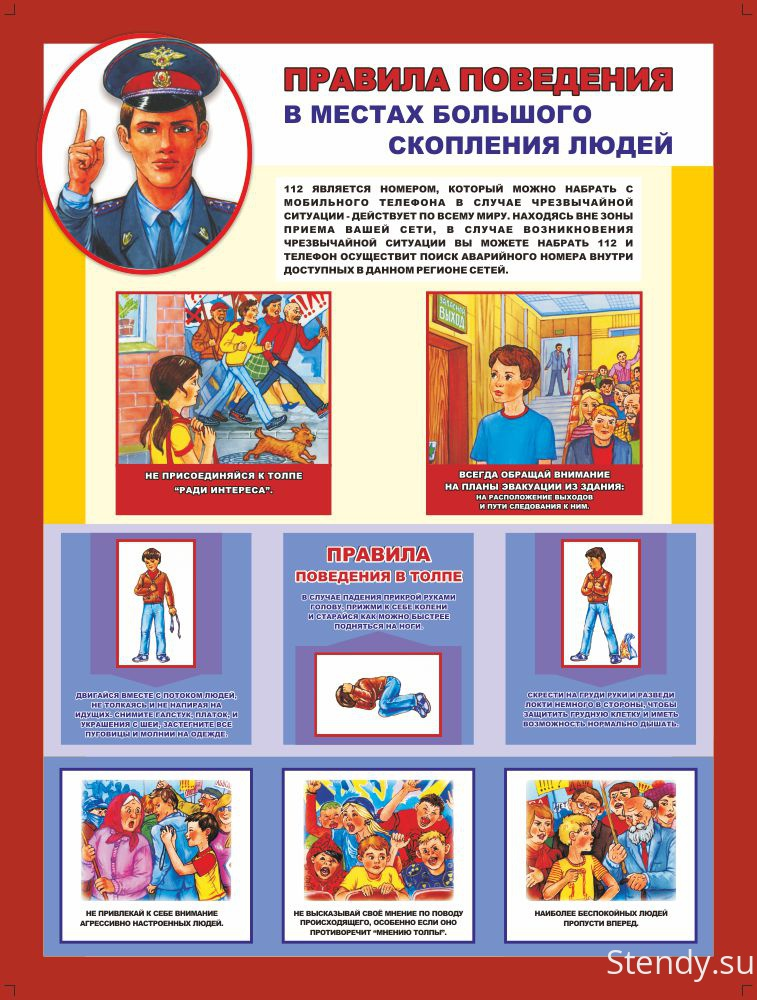 ПРАВИЛА ПОВЕДЕНИЯ
В МЕСТАХ БОЛЬШОГО
СКОПЛЕНИЯ ЛЮДЕЙ
112 ЯВЛЯЕТСЯ НОМЕРОМ, КОТОРЫЙ МОЖНО НАБРАТЬ С
МОБИЛЬНОГО ТЕЛЕФОНА В СЛУЧАЕ ЧРЕЗВЫЧАЙНОЙ
СИТУАЦИИ - ДЕЙСТВУЕТ ПО ВСЕМУ МИРУ. НАХОДЯСЬ ВНЕ ЗОНЫ
ПРИЕМА ВАШЕЙ СЕТИ, В СЛУЧАЕ ВОЗНИКНОВЕНИЯ
ЧРЕЗВЫЧАЙНОЙ СИТУАЦИИ ВЫ МОЖЕТЕ НАБРАТЬ 112 И
ТЕЛЕФОН ОСУЩЕСТВИТ ПОИСК АВАРИЙНОГО НОМЕРА ВНУТРИ
ДОСТУПНЫХ В ДАННОМ РЕГИОНЕ СЕТЕЙ.
НЕ ПРИСОЕДИНЯЙСЯ К ТОЛПЕ
"РАДИ ИНТЕРЕСА".
ЗАПАСНОЙ
ВЫХОД
ВСЕГДА ОБРАЩАЙ ВНИМАНИЕ
НА ПЛАНЫ ЭВАКУАЦИИ ИЗ ЗДАНИЯ:
НА РАСПОЛОЖЕНИЕ ВЫХОДОВ
И ПУТИ СЛЕДОВАНИЯ К НИМ.
ДВИГАЙСЯ ВМЕСТЕ С ПОТОКОМ ЛЮДЕЙ,
НЕ ТОЛКАЯСЬ И НЕ НАПИРАЯ НА
ИДУЩИХ. СНИМИТЕ ГАЛСТУК, ПЛАТОК, И
УКРАШЕНИЯ С ШЕИ, ЗАСТЕГНИТЕ ВСЕ
ПУГОВИЦЫ И МОЛНИИ НА ОДЕЖДЕ.
ПРАВИЛА
ПОВЕДЕНИЯ В ТОЛПЕ
В СЛУЧАЕ ПАДЕНИЯ ПРИКРОЙ РУКАМИ
ГОЛОВУ, ПРИЖМИ К СЕБЕ КОЛЕНИ
И СТАРАЙСЯ КАК МОЖНО БЫСТРЕЕ
ПОДНЯТЬСЯ НА НОГИ.
СКРЕСТИ НА ГРУДИ РУКИ И РАЗВЕДИ
ЛОКТИ НЕМНОГО В СТОРОНЫ, ЧТОБЫ
ЗАЩИТИТЬ ГРУДНУЮ КЛЕТКУ И ИМЕТЬ
ВОЗМОЖНОСТЬ НОРМАЛЬНО ДЫШАТЬ.
НЕ ПРИВЛЕКАЙ К СЕБЕ ВНИМАНИЕ
АГРЕССИВНО НАСТРОЕННЫХ ЛЮДЕЙ.
НЕ ВЫСКАЗЫВАЙ СВОЁ МНЕНИЕ ПО ПОВОДУ
ПРОИСХОДЯЩЕГО, ОСОБЕННО ЕСЛИ ОНО
ПРОТИВОРЕЧИТ "МНЕНИЮ ТОЛПЫ".
НАИБОЛЕЕ БЕСПОКОЙНЫХ ЛЮДЕЙ
ПРОПУСТИ ВПЕРЕД.
Stendy.su